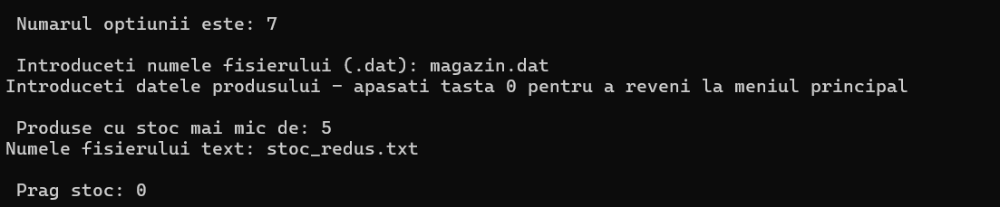 Numarul optiunii este: 7
Introduceti numele fisierului (.dat): magazin.dat
Introduceti datele produsului - apasati tasta 0 pentru a reveni la meniul principal
Produse cu stoc mai mic de: 5
Numele fisierului text: stoc_redus.txt
Prag stoc: 0